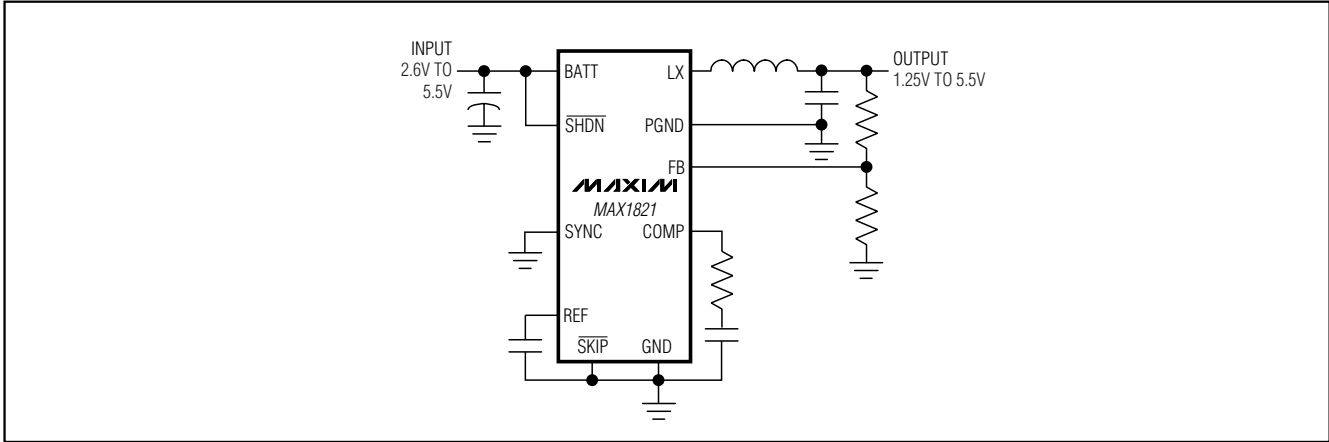 INPUT
2.6V TO
5.5V
BATT
LX
OUTPUT
1.25V TO 5.5V
SHDN
PGND
FB
MAXIM
MAX1821
SYNC
COMP
REF
SKIP
GND